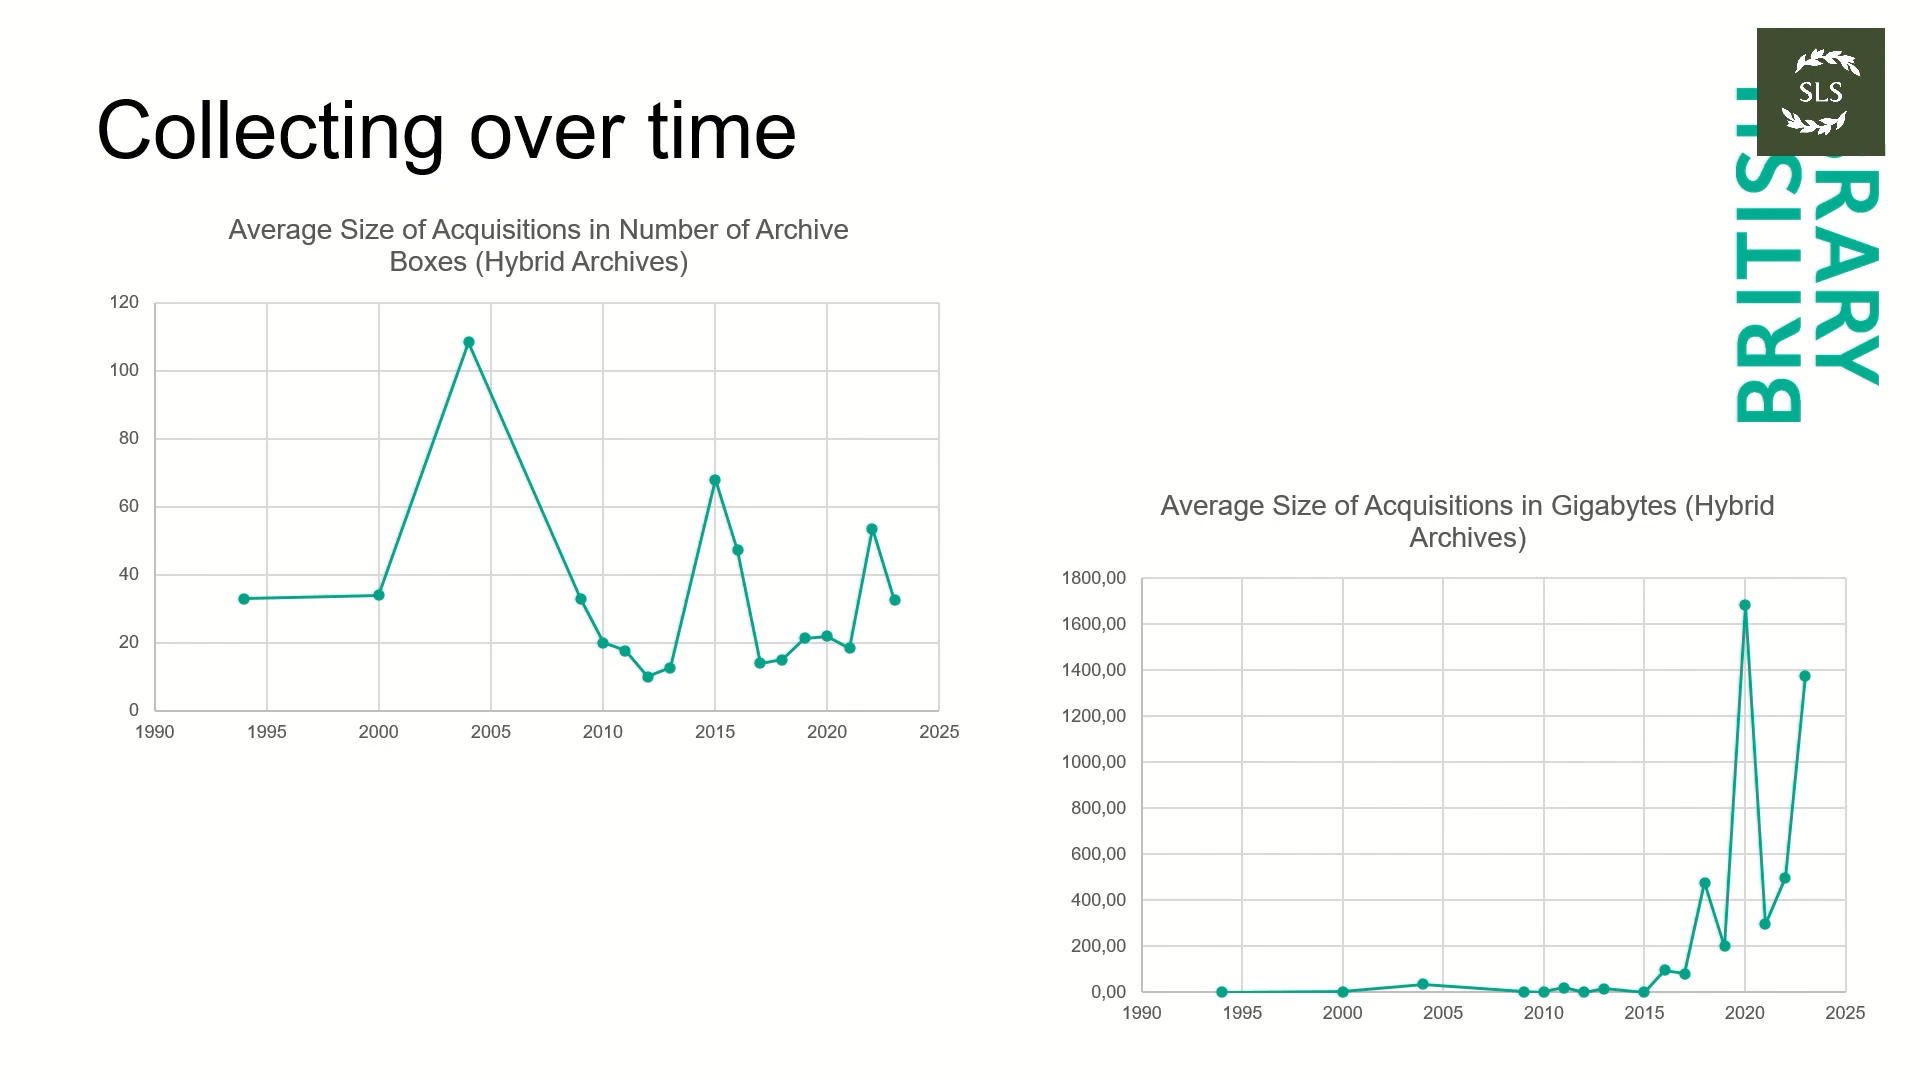 Collecting over time
SLS
BRITISH
Average Size of Acquisitions in Number of Archive
Boxes (Hybrid Archives)
120
100
80
60
40
20
0
1990 1995 2000 2005 2010 2015 2020 2025
Average Size of Acquisitions in Gigabytes (Hybrid
Archives)
1800,00
1600,00
1400,00
1200,00
1000,00
800,00
600,00
400,00
200,00
0,00
1990 1995 2000 2005 2010 2015 2020 2025